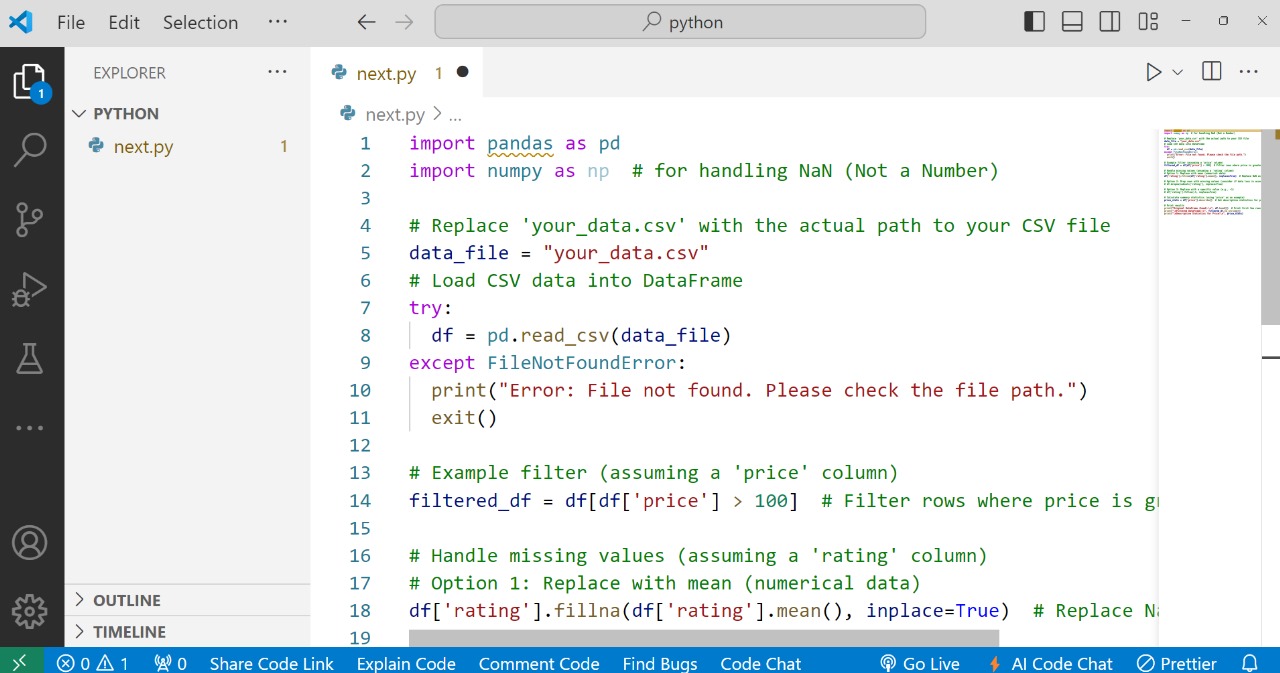 File Edit Selection ··· python
EXPLORER ···
PYTHON
next.py 1
OUTLINE
TIMELINE
1
next.py 1
next.py > ...
1 import pandas as pd
2 import numpy as np # for handling NaN (Not a Number)
3
4 # Replace 'your_data.csv' with the actual path to your CSV file
5 data_file = "your_data.csv"
6 # Load CSV data into DataFrame
7 try:
8 df = pd.read_csv(data_file)
9 except FileNotFoundError:
10 print("Error: File not found. Please check the file path.")
11 exit()
12
13 # Example filter (assuming a 'price' column)
14 filtered_df = df[df['price'] > 100] # Filter rows where price is gr
15
16 # Handle missing values (assuming a 'rating' column)
17 # Option 1: Replace with mean (numerical data)
18 df['rating'].fillna(df['rating'].mean(), inplace=True) # Replace Na
19
0 1 0 Share Code Link Explain Code Comment Code Find Bugs Code Chat Go Live AI Code Chat Prettier